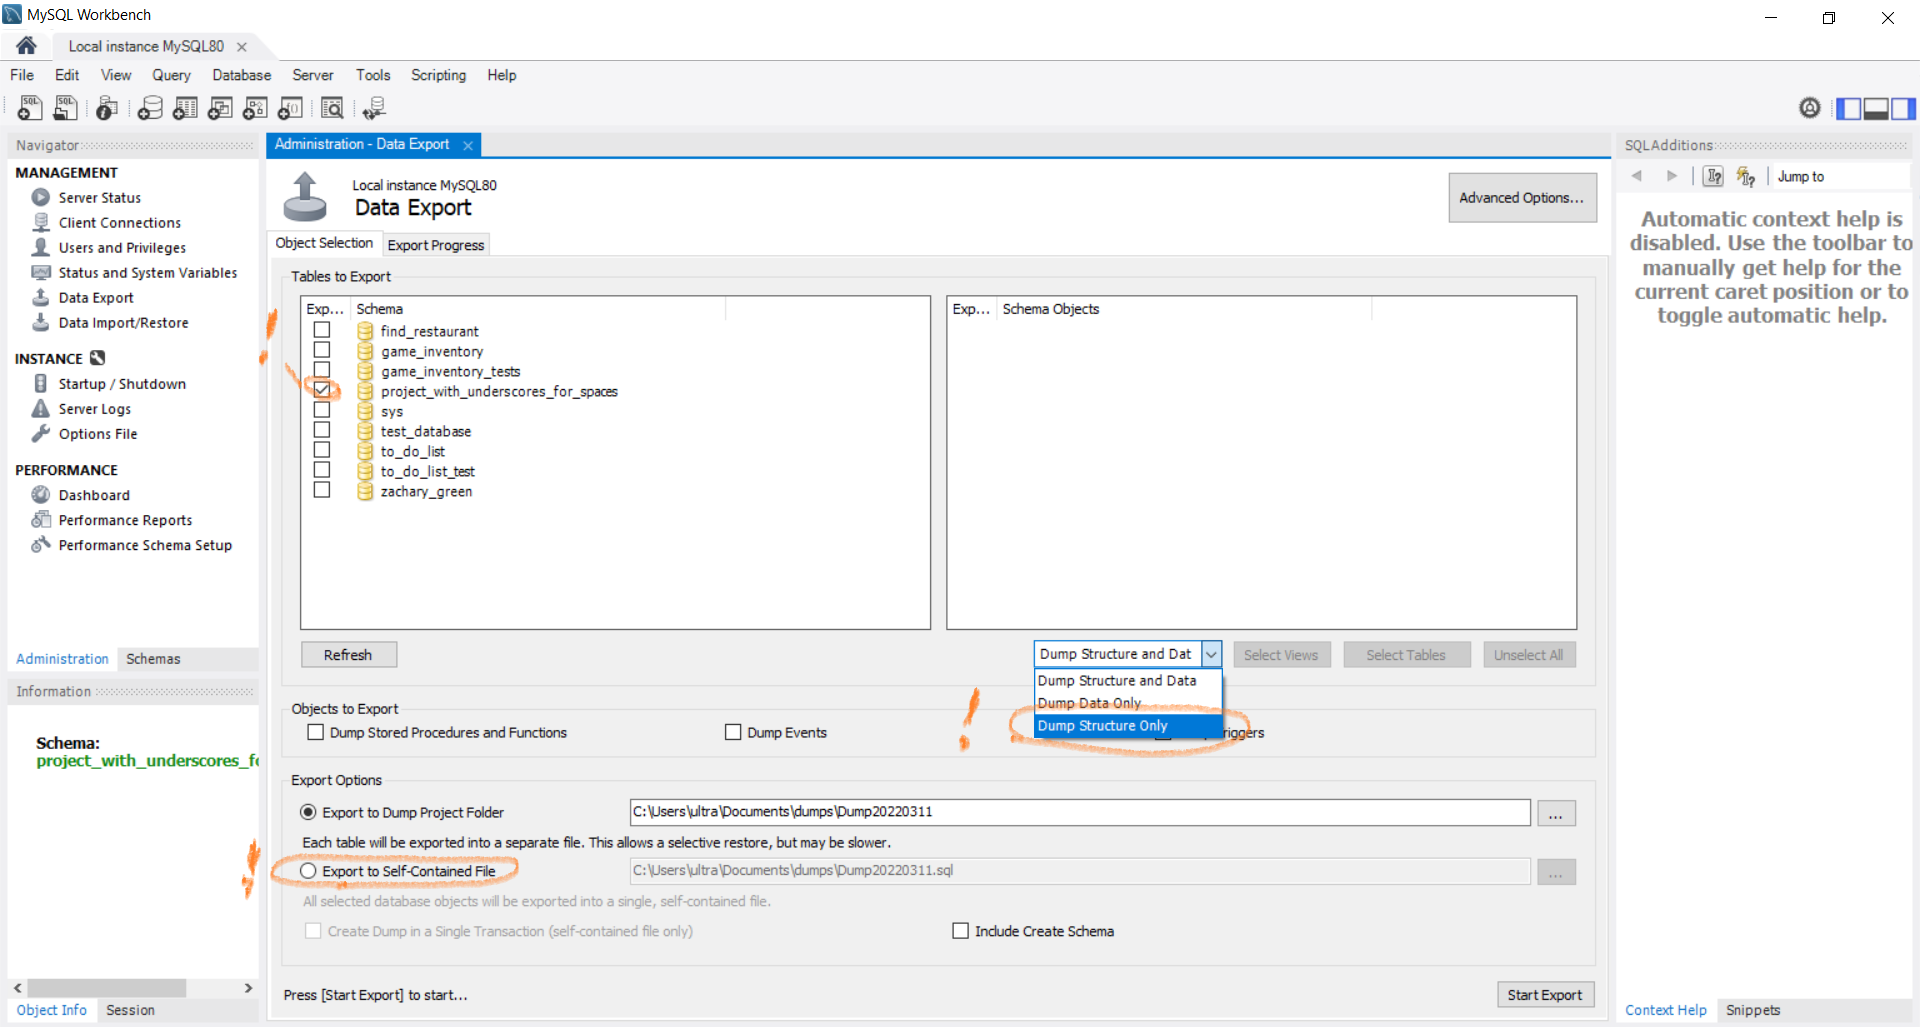 MySQL Workbench
Local instance MySQL80
File Edit View Query Database Server Tools Scripting Help
Navigator
MANAGEMENT
Server Status
Client Connections
Users and Privileges
Status and System Variables
Data Export
Data Import/Restore
INSTANCE
Startup / Shutdown
Server Logs
Options File
PERFORMANCE
Dashboard
Performance Reports
Performance Schema Setup
Administration Schemas
Information
Schema:
project_with_underscores_fo
Object Info Session
Administration - Data Export
Local instance MySQL80
Data Export
Advanced Options...
Object Selection Export Progress
Tables to Export
Exp... Schema
find_restaurant
game_inventory
game_inventory_tests
project_with_underscores_for_spaces
sys
test_database
to_do_list
to_do_list_test
zachary_green
Exp... Schema Objects
Refresh
Dump Structure and Dat
Select Views Select Tables Unselect All
Dump Structure and Data
Dump Data Only
Dump Structure Only
Objects to Export
Dump Stored Procedures and Functions Dump Events riggers
Export Options
Export to Dump Project Folder C:\Users\ultra\Documents\dumps\Dump20220311 ...
Each table will be exported into a separate file. This allows a selective restore, but may be slower.
Export to Self-Contained File C:\Users\ultra\Documents\dumps\Dump20220311.sql ...
All selected database objects will be exported into a single, self-contained file.
Create Dump in a Single Transaction (self-contained file only) Include Create Schema
Press [Start Export] to start...
Start Export
SQLAdditions
Jump to
Automatic context help is
disabled. Use the toolbar to
manually get help for the
current caret position or to
toggle automatic help.
Context Help Snippets